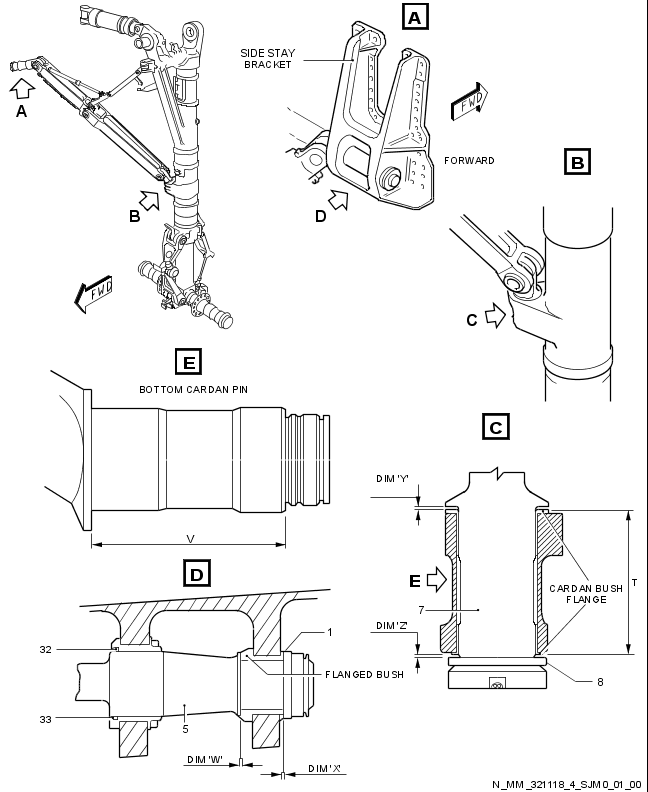 A
SIDE STAY
BRACKET
FWD
A
FORWARD
B
D
B
FWD
C
E
BOTTOM CARDAN PIN
C
DIM 'Y'
V
D
E
CARDAN BUSH
FLANGE
T
7
DIM 'Z'
1
32
FLANGED BUSH
8
33
5
DIM 'W'
DIM 'X'
N_MM_321118_4_SJM0_01_00